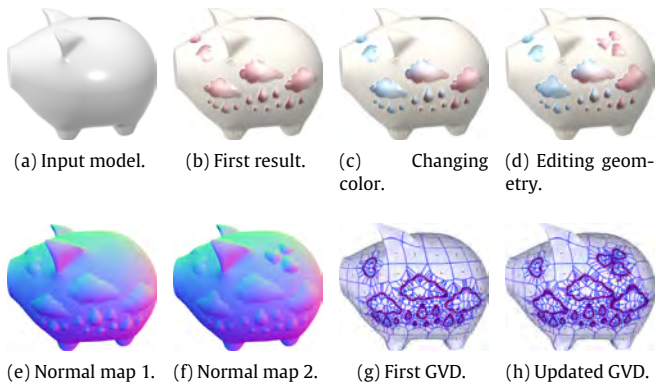 (a) Input model. (b) First result. (c) Changing color. (d) Editing geom-
etry.
(e) Normal map 1. (f) Normal map 2. (g) First GVD. (h) Updated GVD.